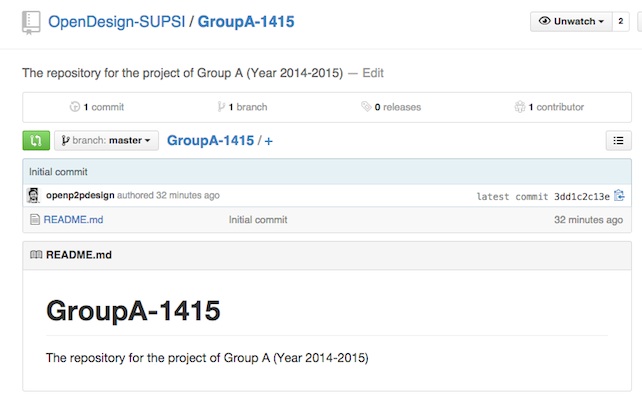 OpenDesign-SUPSI / GroupA-1415
Unwatch 2
The repository for the project of Group A (Year 2014-2015) — Edit
1 commit 1 branch 0 releases 1 contributor
branch: master GroupA-1415 / +
Initial commit
openp2pdesign authored 32 minutes ago latest commit 3dd1c2c13e
README.md Initial commit 32 minutes ago
README.md
GroupA-1415
The repository for the project of Group A (Year 2014-2015)